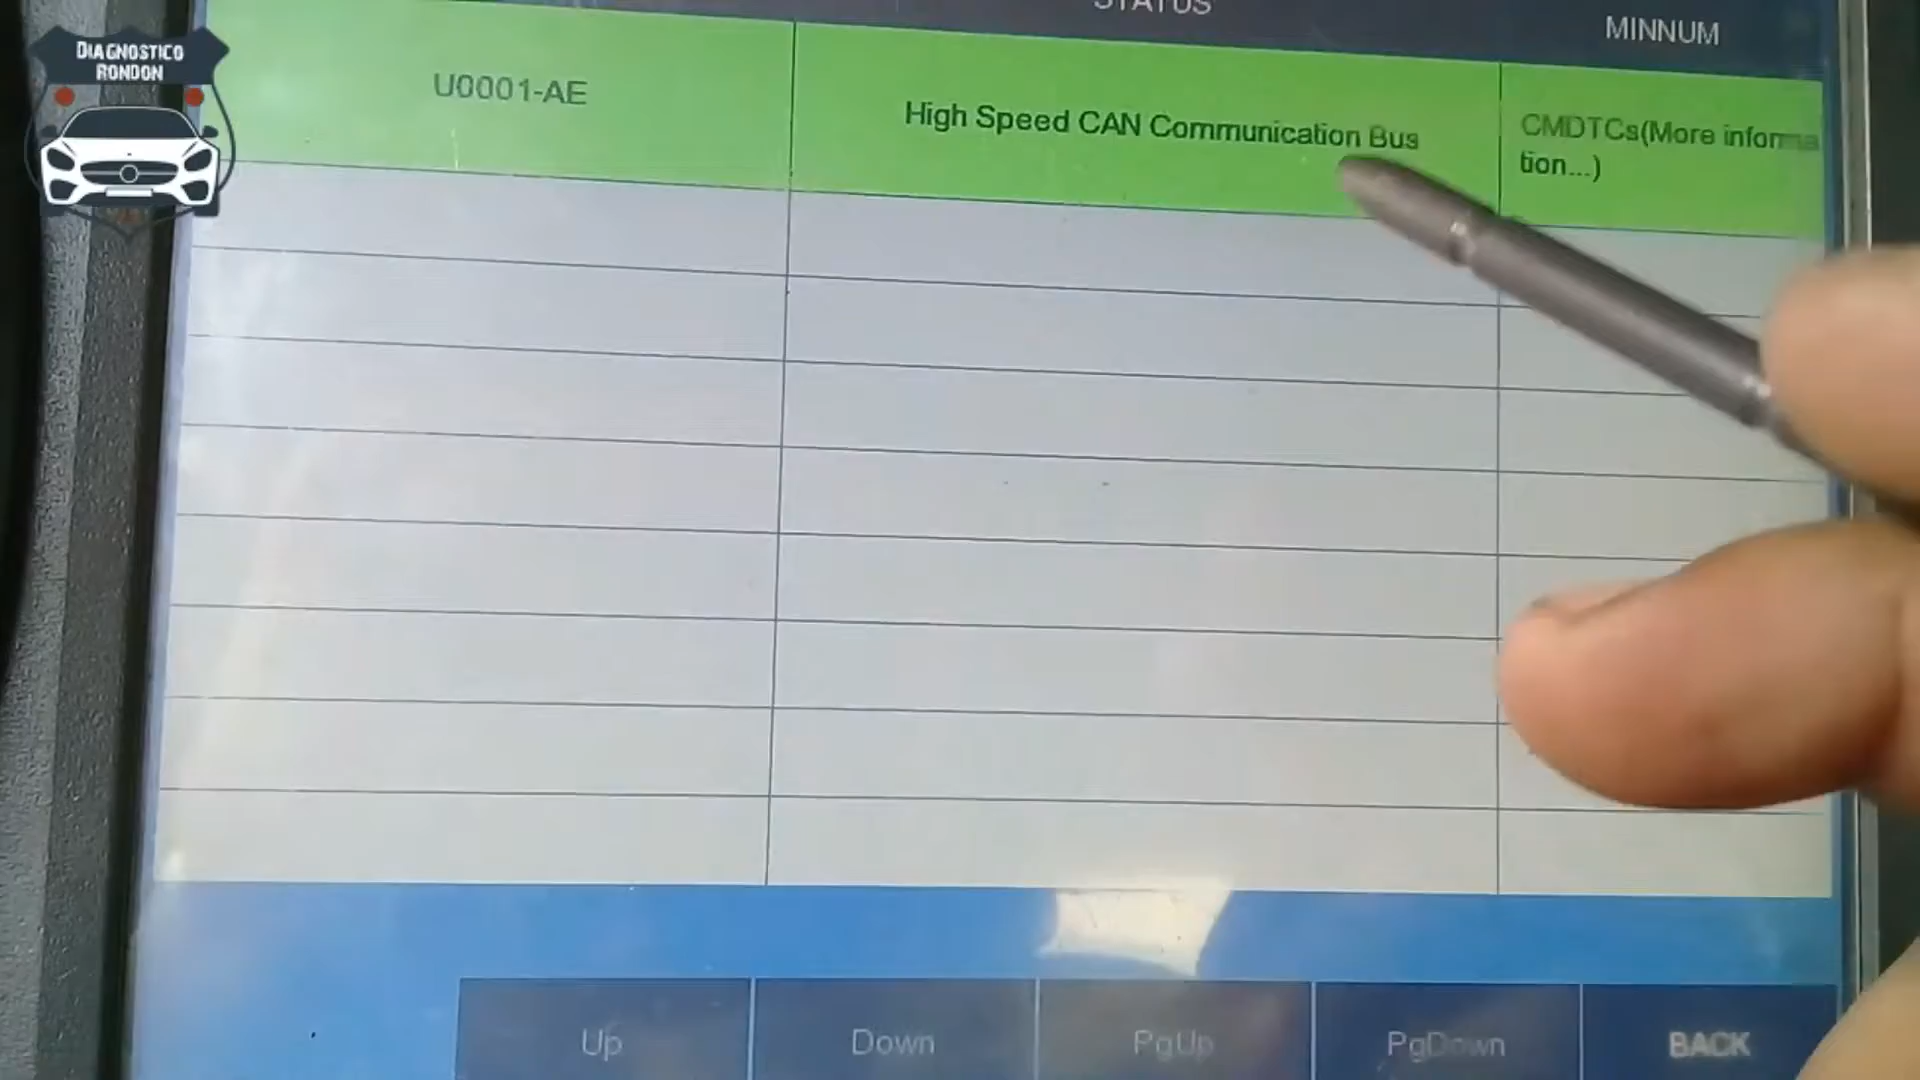 DIAGNOSTICO
RONDON
STATUS
MINNUM
U0001-AE
High Speed CAN Communication Bus
CMDTCs(More informa
tion...)
Up
Down
PgUp
PgDown
BACK